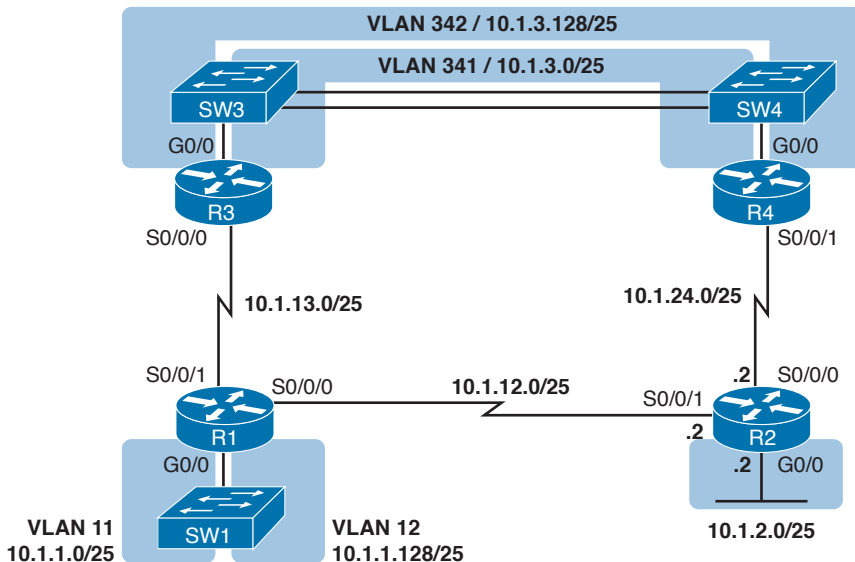 VLAN 342 / 10.1.3.128/25
VLAN 341 / 10.1.3.0/25
SW3
SW4
G0/0
G0/0
R3
R4
S0/0/0
S0/0/1
10.1.13.0/25
10.1.24.0/25
S0/0/1
S0/0/0
10.1.12.0/25
S0/0/1
.2
S0/0/0
.2
R1
R2
G0/0
.2
G0/0
VLAN 11
10.1.1.0/25
SW1
VLAN 12
10.1.1.128/25
10.1.2.0/25